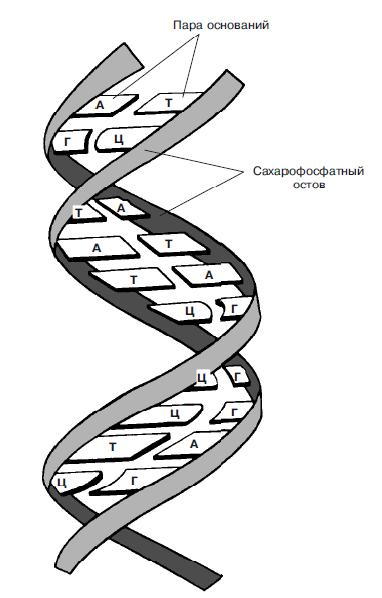 Пара оснований
А Т
Г Ц
Сахарофосфатный
остов
Т А
А Т
Т А
Ц Г
Ц Г
Ц Г
Т А
Ц Г